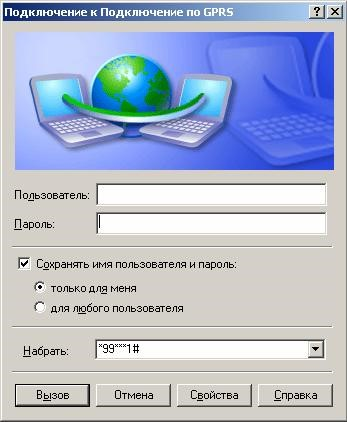 Подключение к Подключение по GPRS
Пользователь:
Пароль:
Сохранять имя пользователя и пароль:
только для меня
для любого пользователя
Набрать: *99***1#
Вызов Отмена Свойства Справка